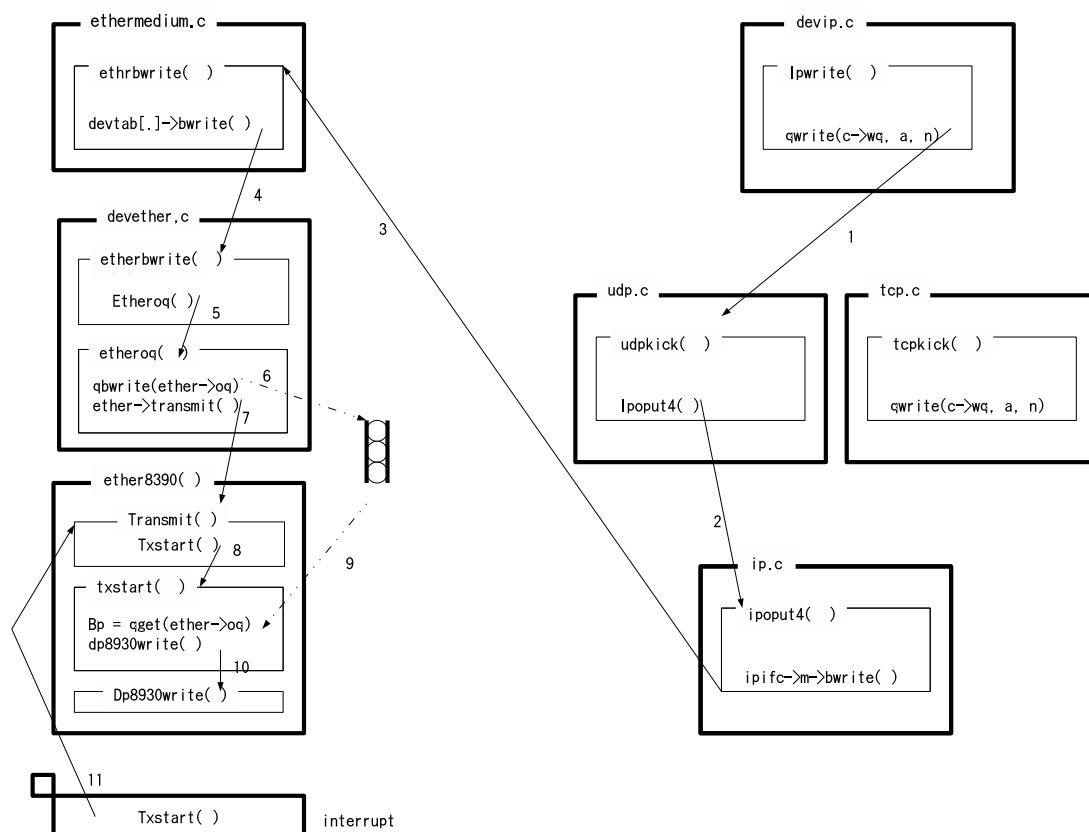 ethermedium.c
ethrbwrite(  )
devtab[.]->bwrite( )
4
devether,c
etherbwrite(  )
Etheroq( )
5
etheroq(  )
qbwrite(ether->oq)
ether->transmit( )
6
7
ether8390( )
Transmit( )
Txstart( )
8
txstart(  )
Bp = qget(ether->oq)
dp8930write( )
10
Dp8930write( )
9
11
Txstart( )
interrupt
3
devip.c
Ipwrite(  )
qwrite(c->wq, a, n)
1
udp.c
udpkick(  )
Ipoput4( )
tcp.c
tcpkick(  )
qwrite(c->wq, a, n)
2
ip.c
ipoput4(  )
ipifc->m->bwrite( )